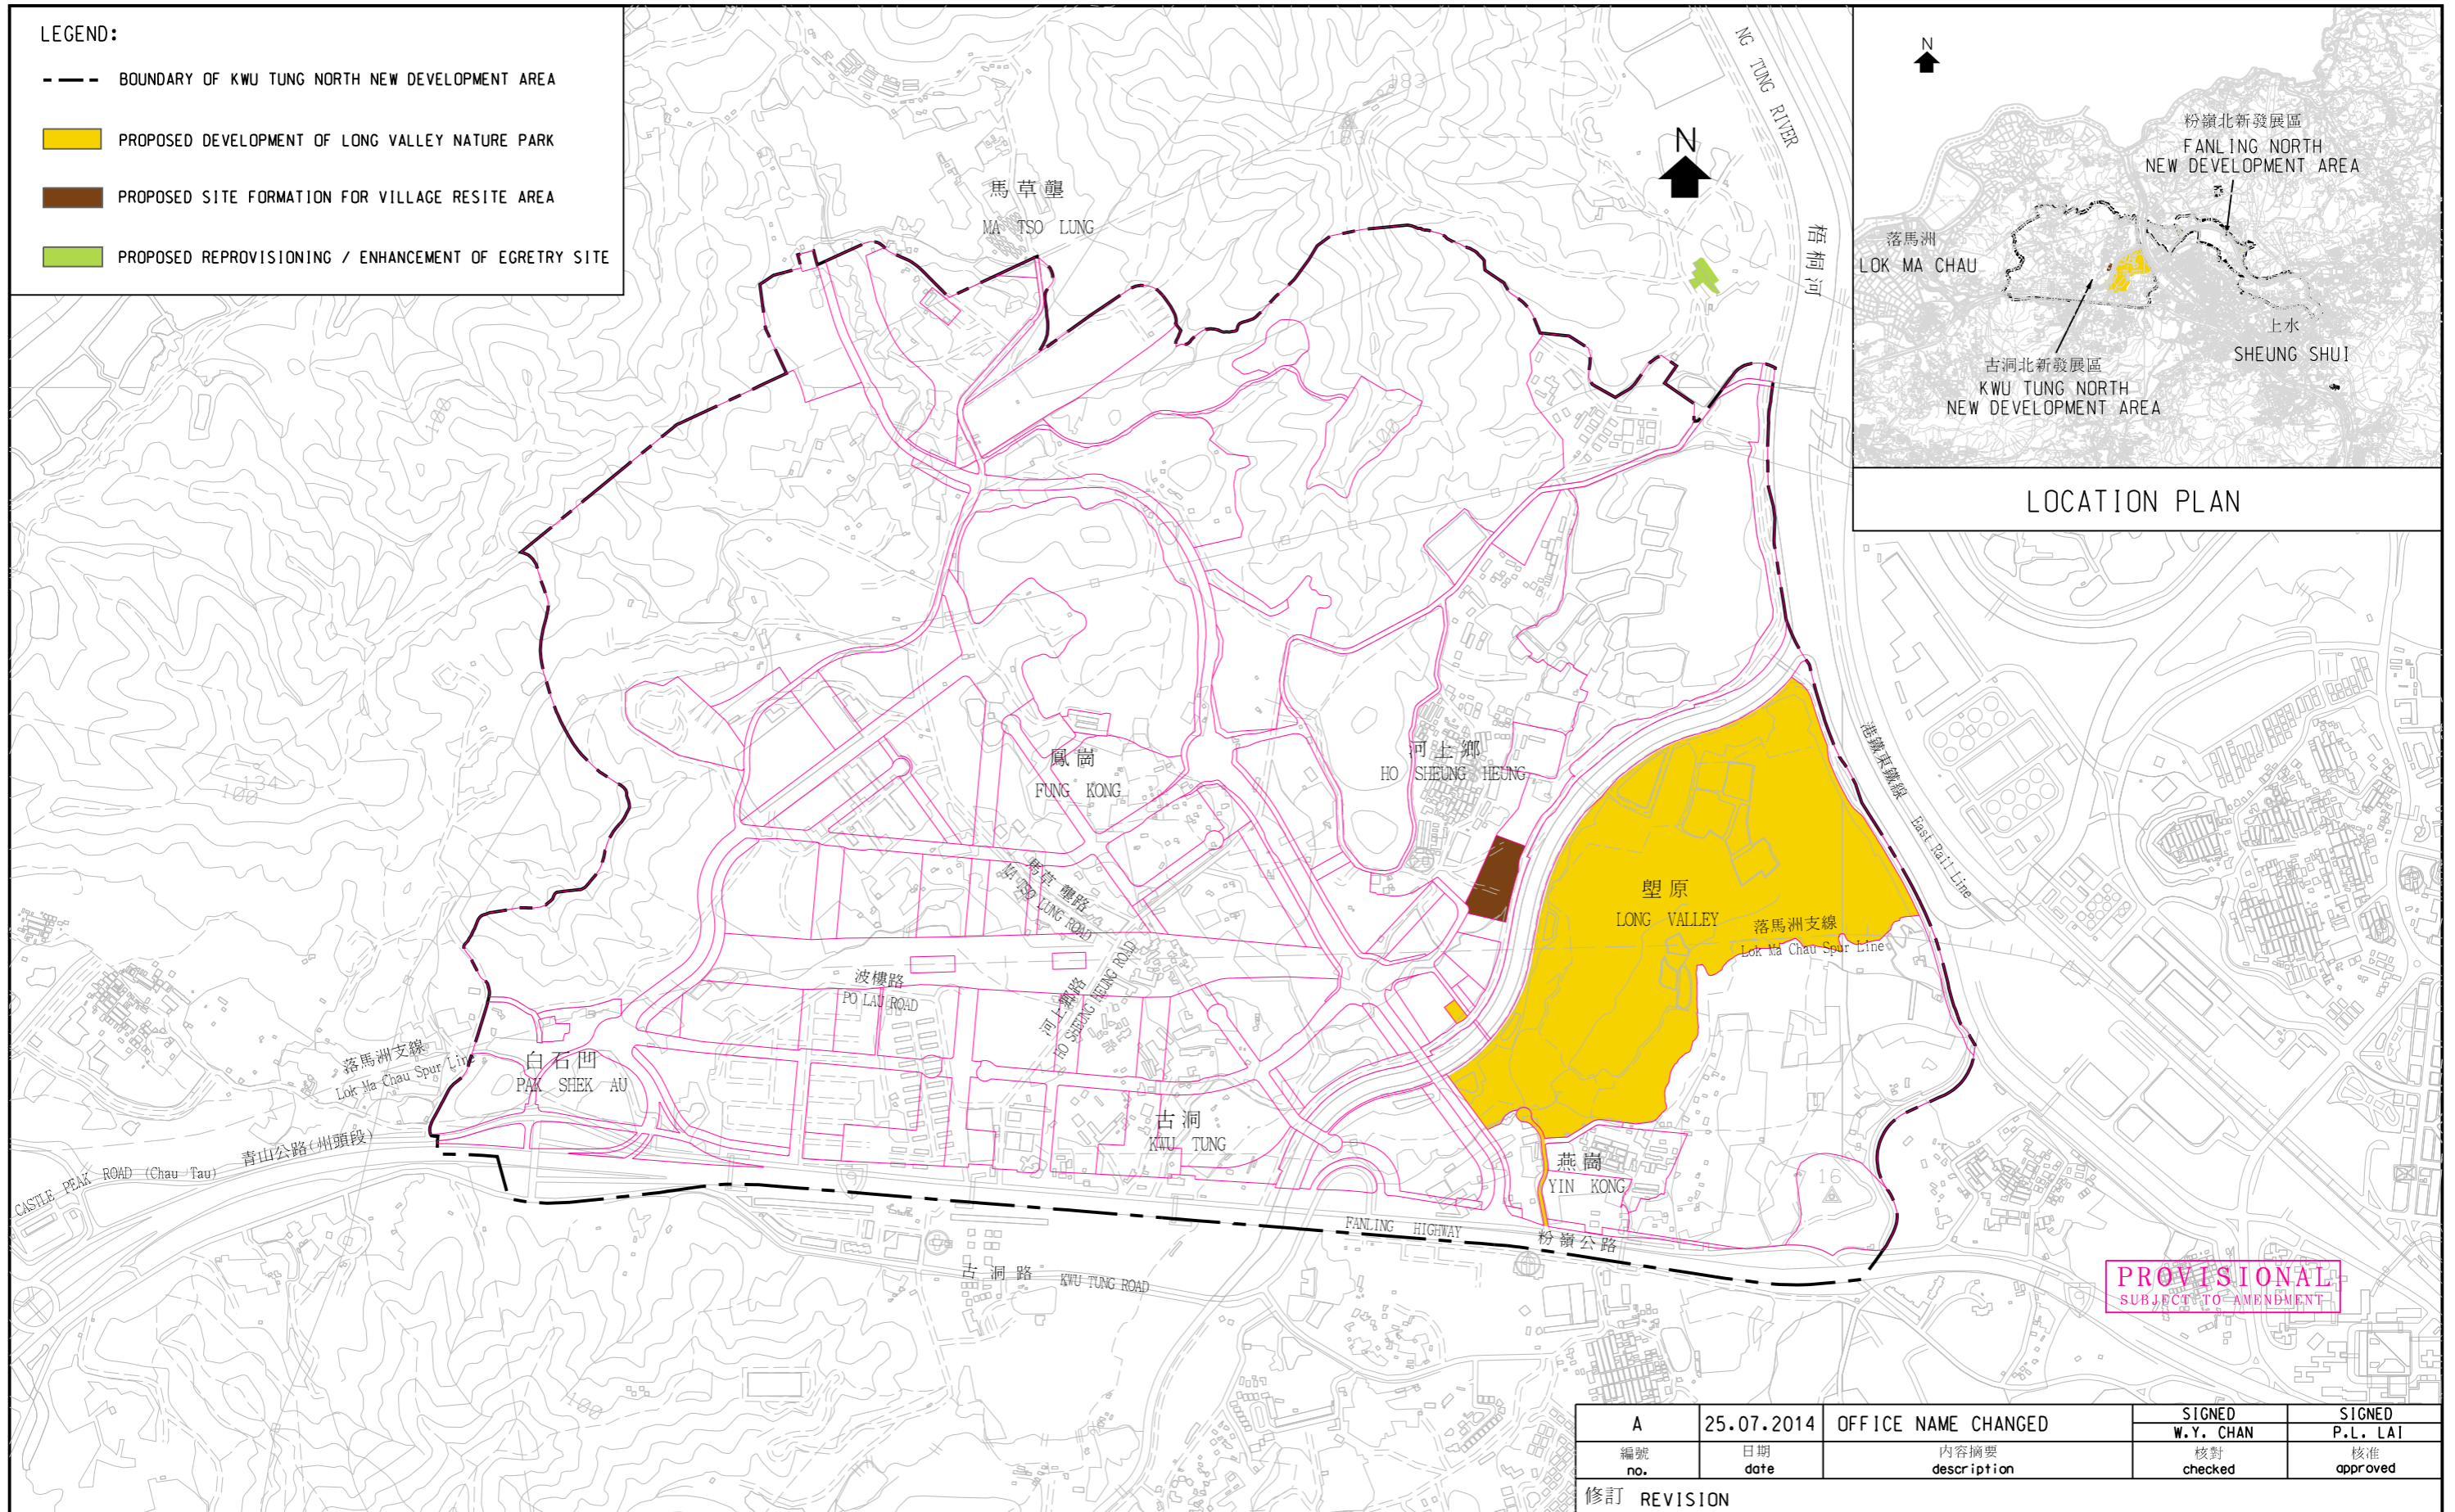 LEGEND:
BOUNDARY OF KWU TUNG NORTH NEW DEVELOPMENT AREA
PROPOSED DEVELOPMENT OF LONG VALLEY NATURE PARK
PROPOSED SITE FORMATION FOR VILLAGE RESITE AREA
PROPOSED REPROVISIONING / ENHANCEMENT OF EGRETRY SITE
NG TUNG RIVER
梧桐河
N
183
183
馬草壟
MA TSO LUNG
N
粉嶺北新發展區
FANLING NORTH
NEW DEVELOPMENT AREA
落馬洲
LOK MA CHAU
上水
SHEUNG SHUI
古洞北新發展區
KWU TUNG NORTH
NEW DEVELOPMENT AREA
LOCATION PLAN
100
100
134
100
鳳崗
FUNG KONG
河上鄉
HO SHEUNG HEUNG
港鐵東鐵線
East Rail Line
塱原
LONG VALLEY
落馬洲支線
Lok Ma Chau Spur Line
馬草壟路
MA TSO LUNG ROAD
波樓路
PO LAU ROAD
河上鄉路
HO SHEUNG HEUNG ROAD
落馬洲支線
Lok Ma Chau Spur Line
白石凹
PAK SHEK AU
古洞
KWU TUNG
燕崗
YIN KONG
16
青山公路(州頭段)
CASTLE PEAK ROAD (Chau Tau)
FANLING HIGHWAY
粉嶺公路
古洞路
KWU TUNG ROAD
100
PROVISIONAL
SUBJECT TO AMENDMENT
A 25.07.2014 OFFICE NAME CHANGED SIGNED W.Y. CHAN SIGNED P.L. LAI
編號 日期 內容摘要 核對 核准
no. date description checked approved
修訂 REVISION